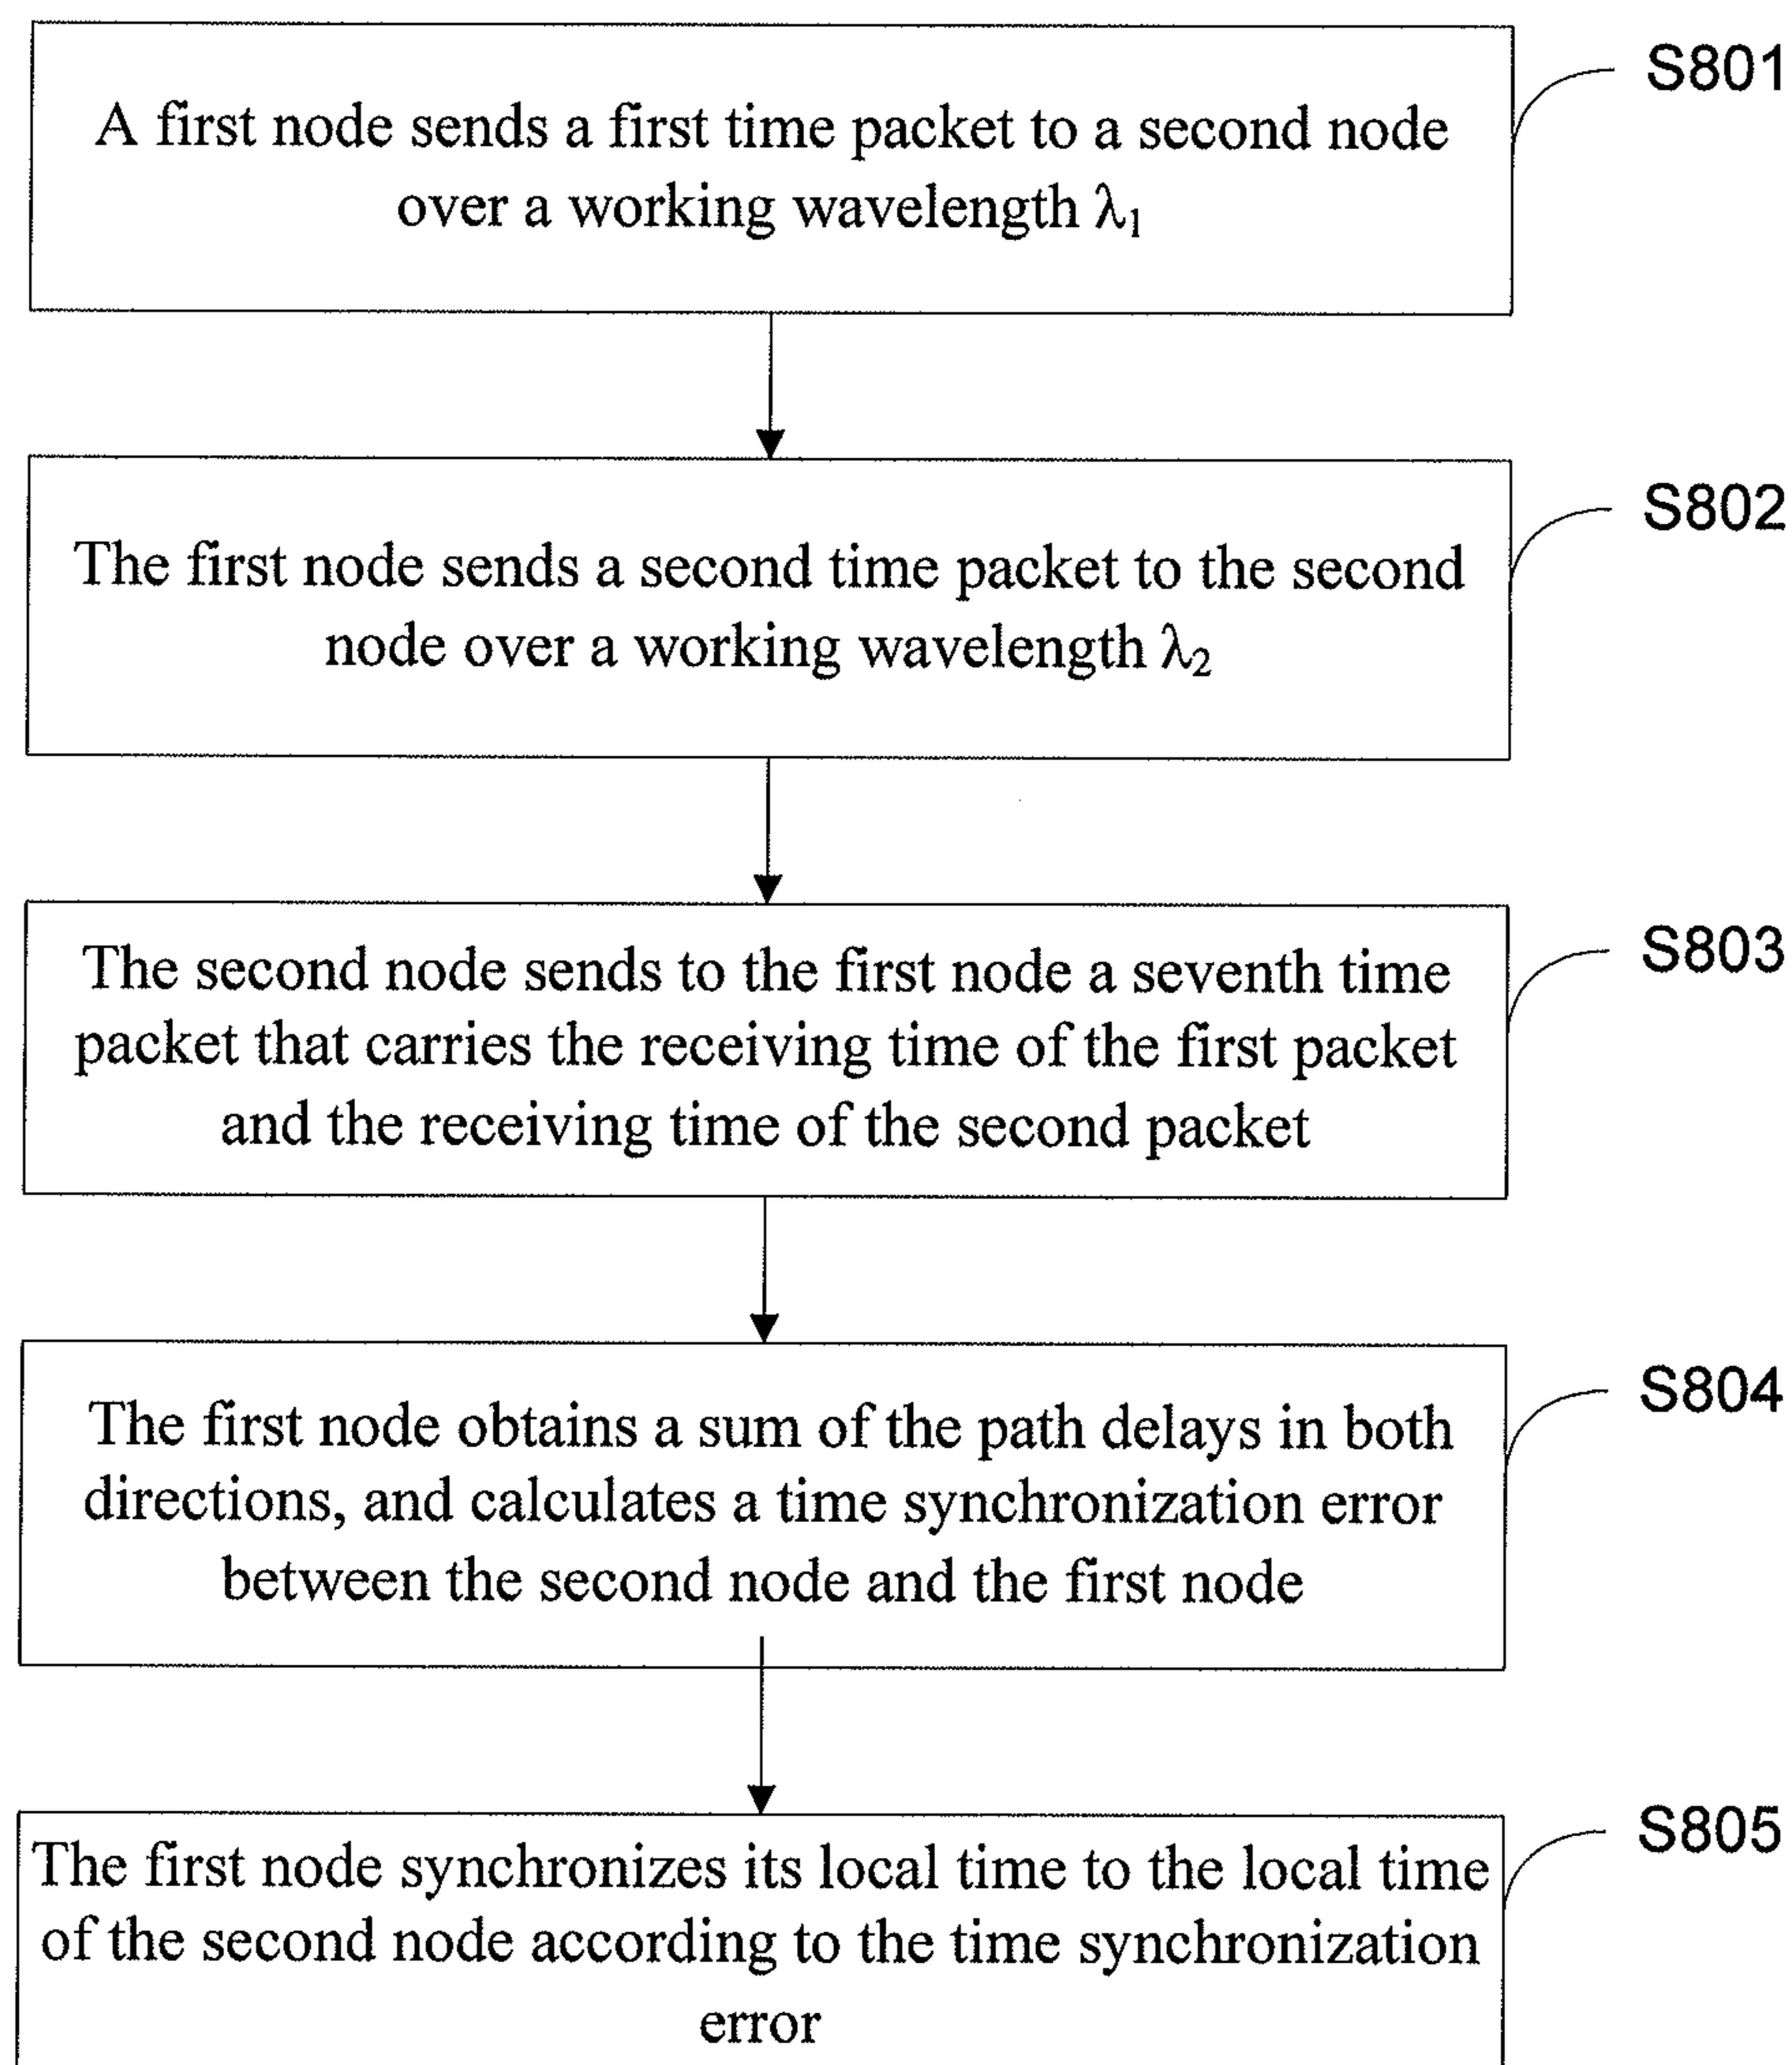 A first node sends a first time packet to a second node
over a working wavelength λ₁
S801
The first node sends a second time packet to the second
node over a working wavelength λ₂
S802
The second node sends to the first node a seventh time
packet that carries the receiving time of the first packet
and the receiving time of the second packet
S803
The first node obtains a sum of the path delays in both
directions, and calculates a time synchronization error
between the second node and the first node
S804
The first node synchronizes its local time to the local time
of the second node according to the time synchronization
error
S805